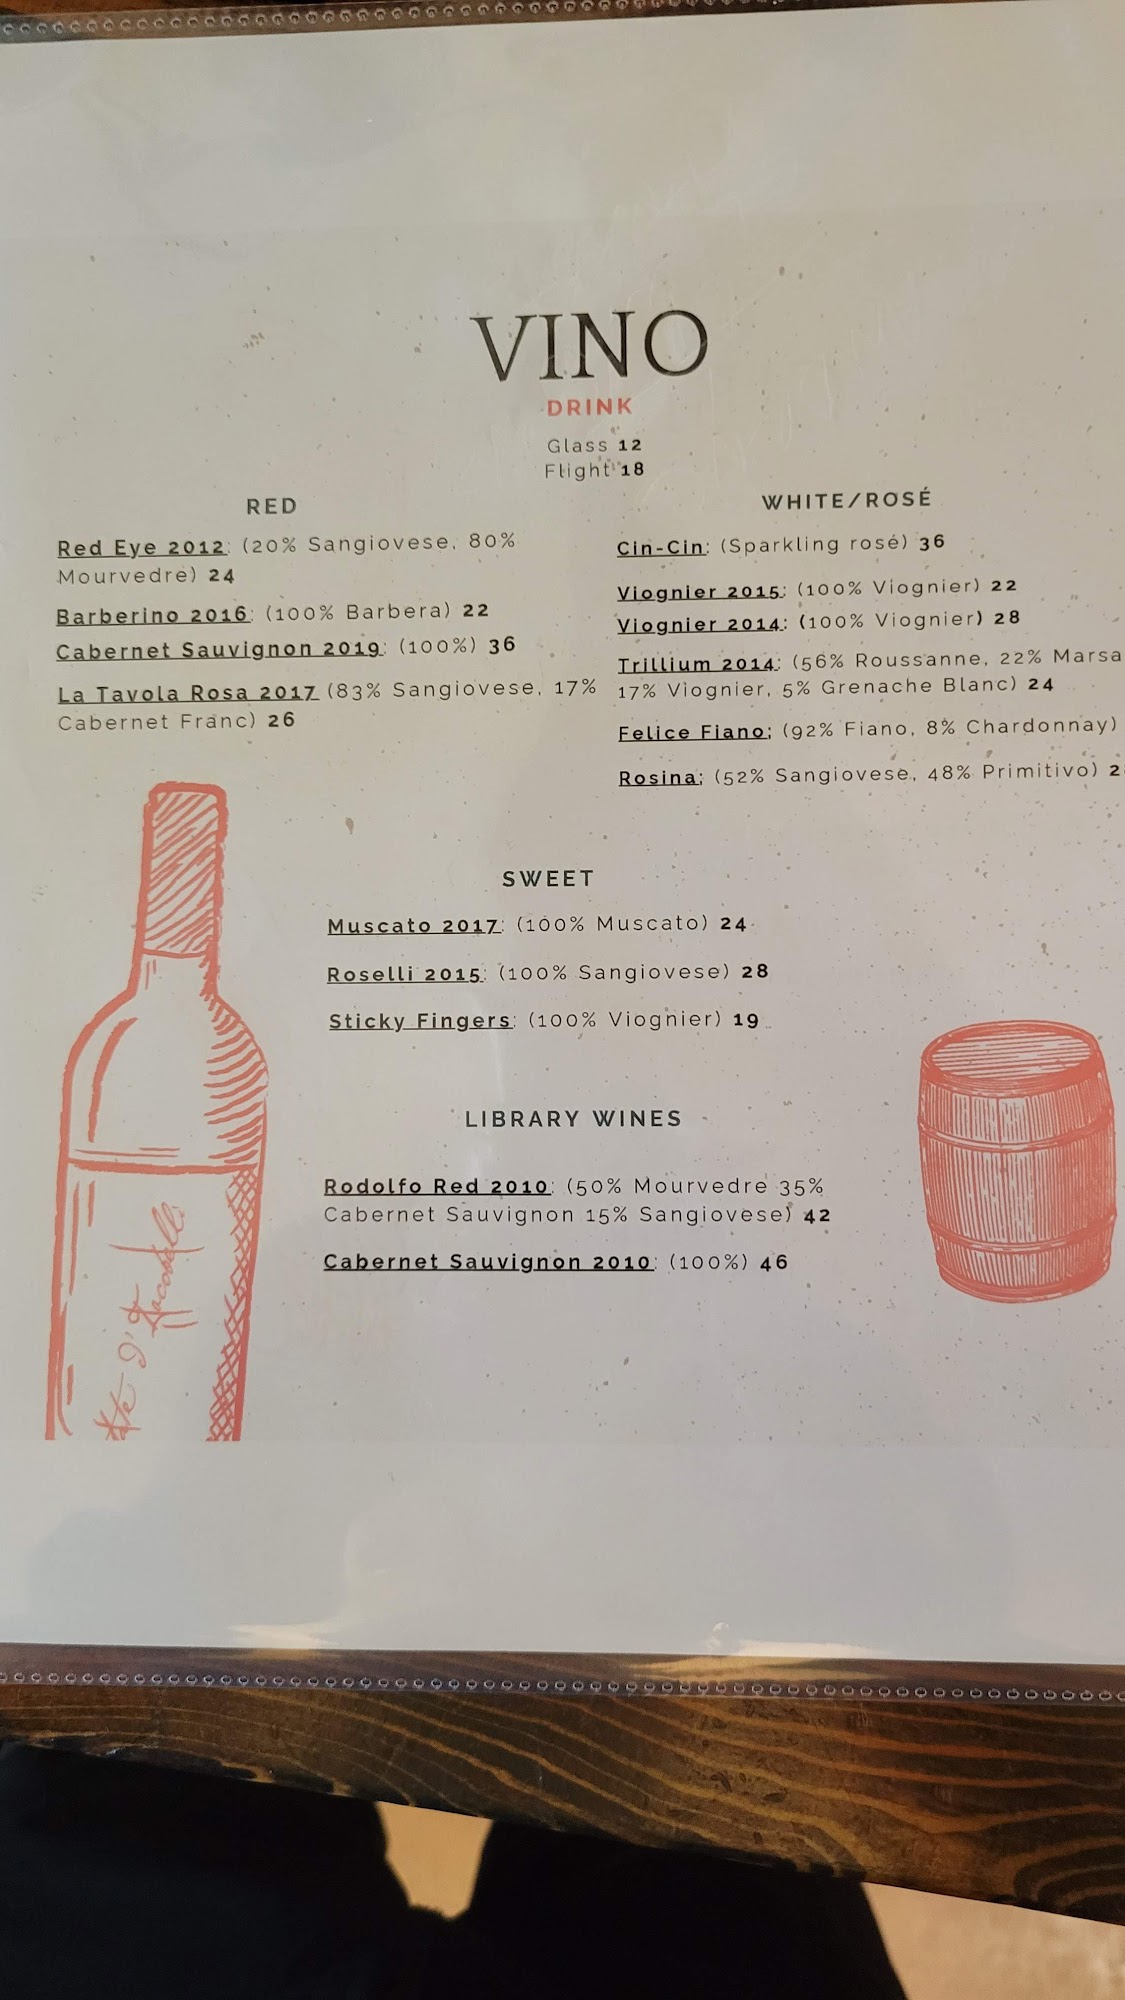 VINO
DRINK
Glass 12
Flight 18
RED
Red Eye 2012: (20% Sangiovese, 80%
Mourvedre) 24
Barberino 2016: (100% Barbera) 22
Cabernet Sauvignon 2019: (100%) 36
La Tavola Rosa 2017 (83% Sangiovese, 17%
Cabernet Franc) 26
WHITE/ROSÉ
Cin-Cin: (Sparkling rosé) 36
Viognier 2015: (100% Viognier) 22
Viognier 2014: (100% Viognier) 28
Trillium 2014: (56% Roussanne, 22% Marsa
17% Viognier, 5% Grenache Blanc) 24
Felice Fiano: (92% Fiano, 8% Chardonnay)
Rosina: (52% Sangiovese, 48% Primitivo)
SWEET
Muscato 2017: (100% Muscato) 24
Roselli 2015: (100% Sangiovese) 28
Sticky Fingers: (100% Viognier) 19
LIBRARY WINES
Rodolfo Red 2010: (50% Mourvedre 35%
Cabernet Sauvignon 15% Sangiovese) 42
Cabernet Sauvignon 2010: (100%) 46